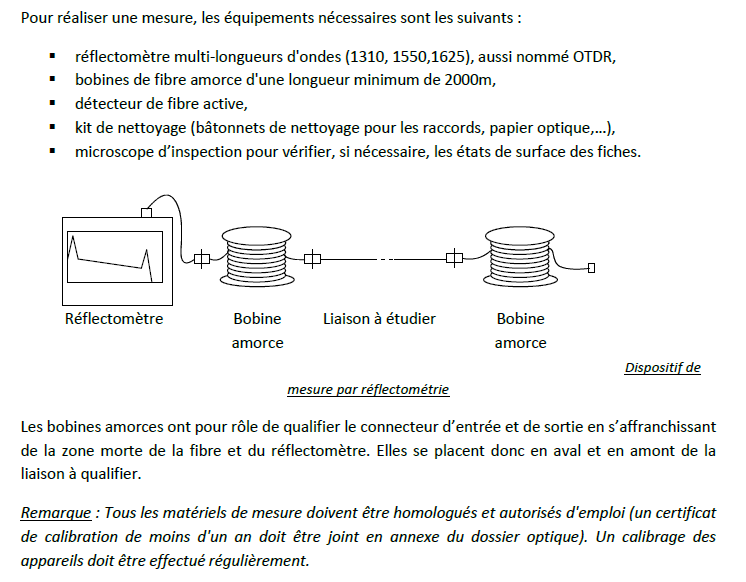 Pour réaliser une mesure, les équipements nécessaires sont les suivants :
▪ réflectomètre multi-longueurs d'ondes (1310, 1550,1625), aussi nommé OTDR,
▪ bobines de fibre amorce d'une longueur minimum de 2000m,
▪ détecteur de fibre active,
▪ kit de nettoyage (bâtonnets de nettoyage pour les raccords, papier optique,…),
▪ microscope d’inspection pour vérifier, si nécessaire, les états de surface des fiches.
Réflectomètre Bobine Liaison à étudier Bobine
amorce amorce
Dispositif de
mesure par réflectométrie
Les bobines amorces ont pour rôle de qualifier le connecteur d’entrée et de sortie en s’affranchissant
de la zone morte de la fibre et du réflectomètre. Elles se placent donc en aval et en amont de la
liaison à qualifier.
Remarque : Tous les matériels de mesure doivent être homologués et autorisés d'emploi (un certificat
de calibration de moins d'un an doit être joint en annexe du dossier optique). Un calibrage des
appareils doit être effectué régulièrement.